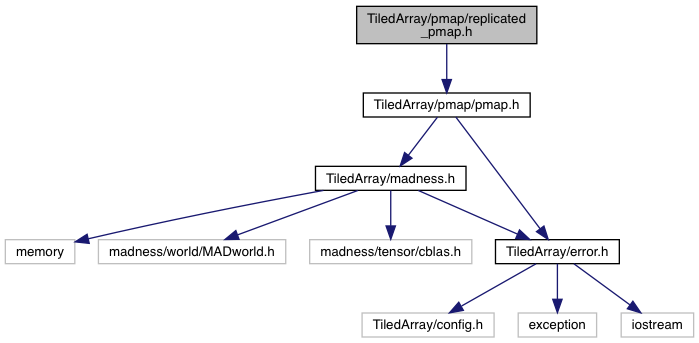 TiledArray/pmap/replicated
_pmap.h
TiledArray/pmap/pmap.h
TiledArray/madness.h
memory
madness/world/MADworld.h
madness/tensor/cblas.h
TiledArray/error.h
TiledArray/config.h
exception
iostream